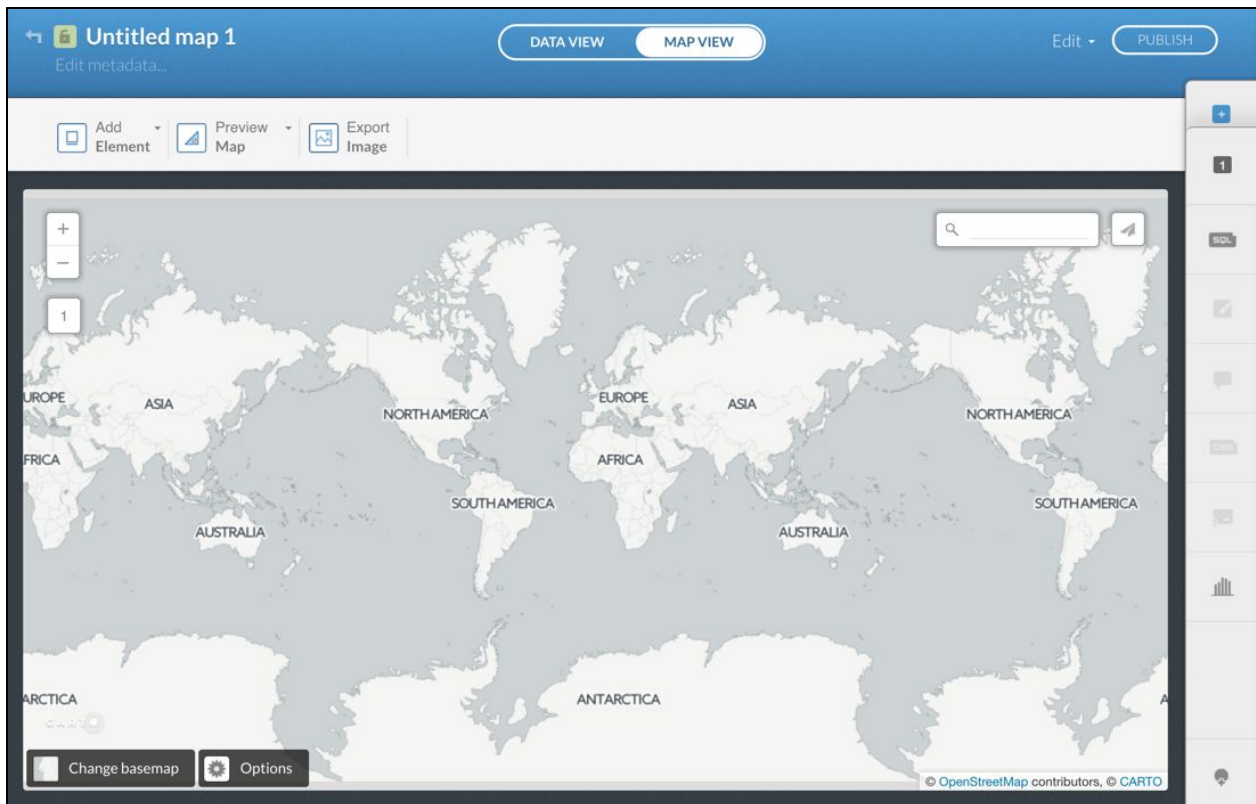 Untitled map 1
DATA VIEW
MAP VIEW
Edit
PUBLISH
Edit metadata...
Add
Element
Preview
Map
Export
Image
+
1
SQL
CSS
+
−
1
UROPE
ASIA
NORTH AMERICA
EUROPE
ASIA
NORTH AMERICA
FRICA
AFRICA
SOUTH AMERICA
SOUTH AMERICA
AUSTRALIA
AUSTRALIA
ARCTICA
ANTARCTICA
A
CARTO
Change basemap
Options
© OpenStreetMap contributors, © CARTO